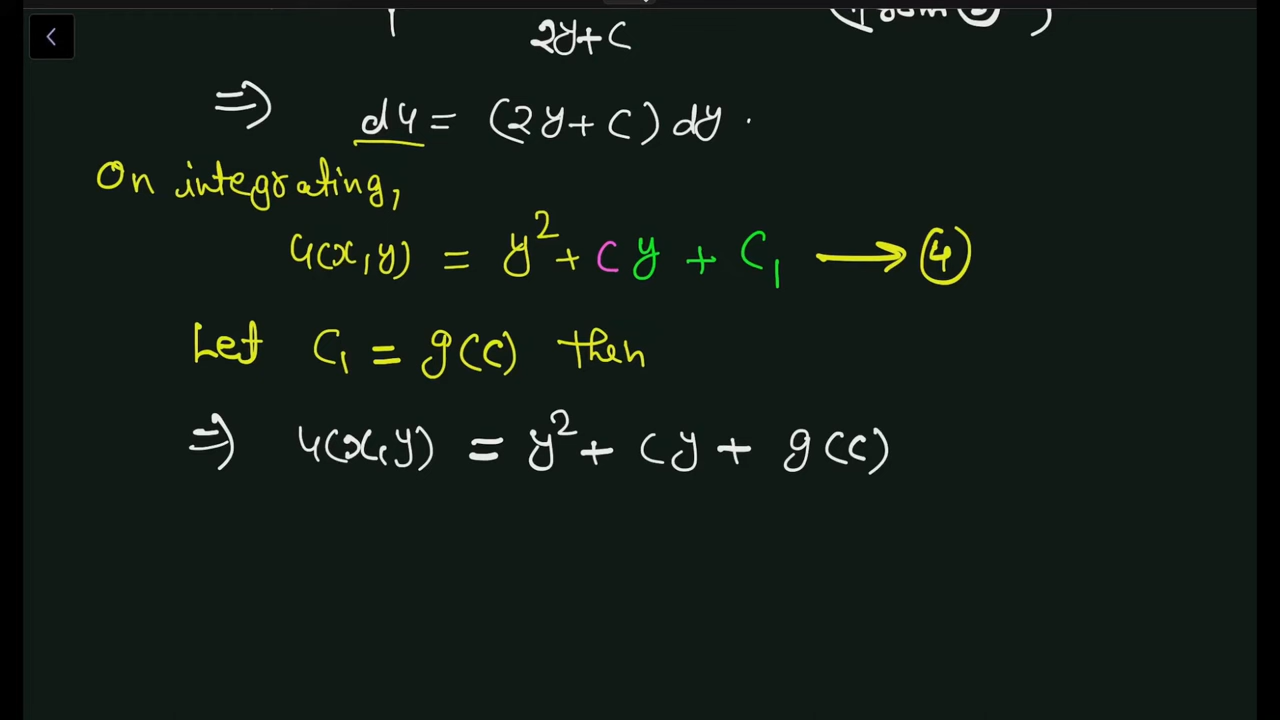 2y+C
⇒ du = (2y+C) dy .
On integrating,
u(x,y) = y² + Cy + C₁ ⟶ ④
Let C₁ = g(C) then
⇒ u(x,y) = y² + Cy + g(C)